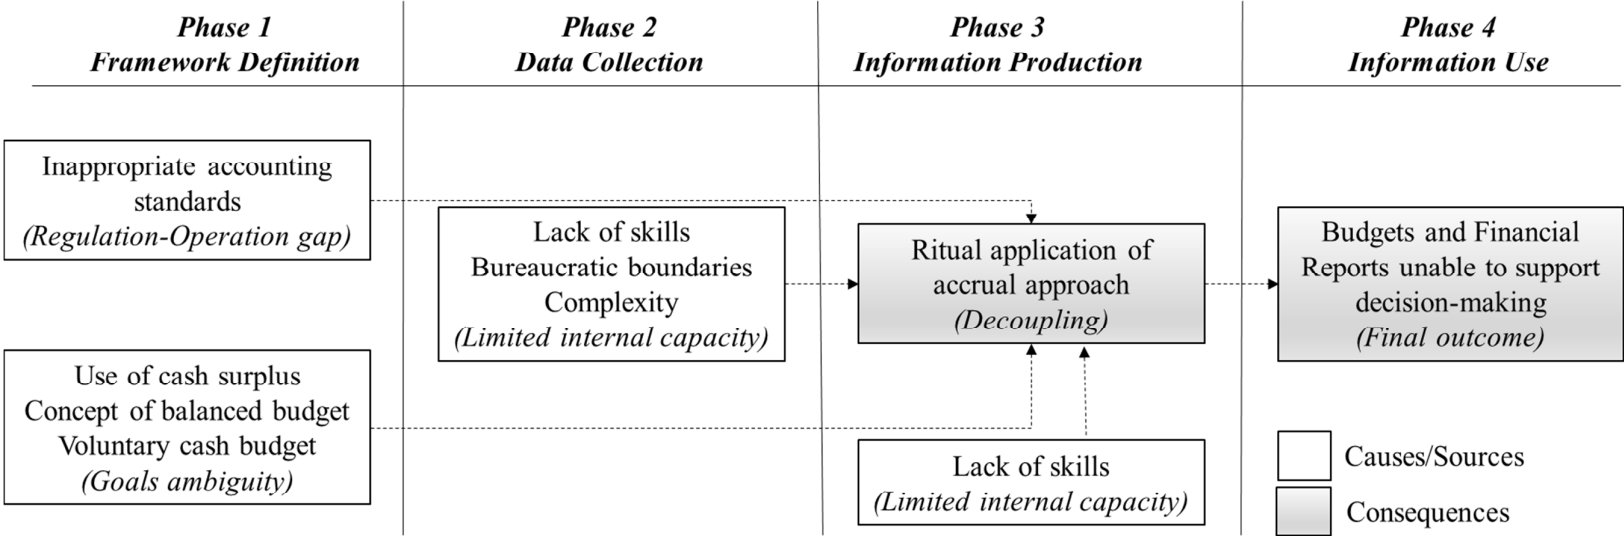 Phase 1
Framework Definition
Phase 2
Data Collection
Phase 3
Information Production
Phase 4
Information Use
Inappropriate accounting
standards
(Regulation-Operation gap)
Use of cash surplus
Concept of balanced budget
Voluntary cash budget
(Goals ambiguity)
Lack of skills
Bureaucratic boundaries
Complexity
(Limited internal capacity)
Ritual application of
accrual approach
(Decoupling)
Lack of skills
(Limited internal capacity)
Budgets and Financial
Reports unable to support
decision-making
(Final outcome)
Causes/Sources
Consequences